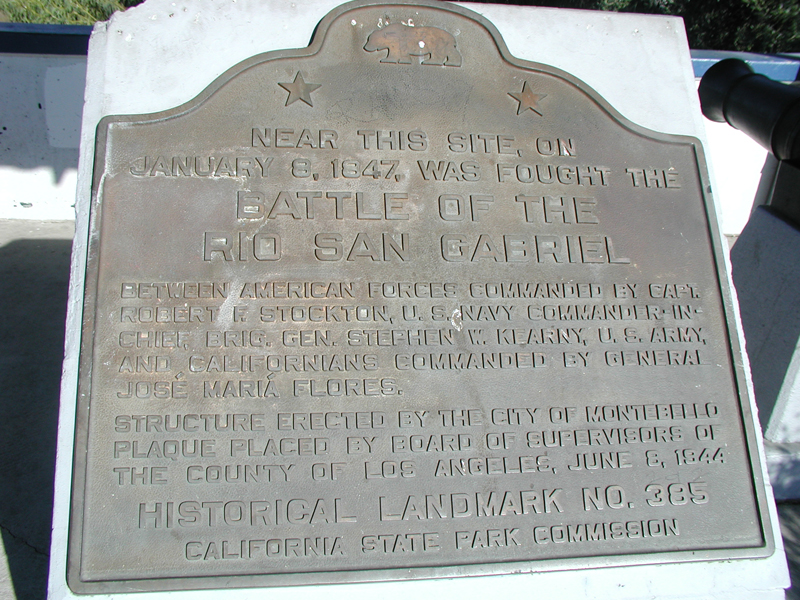 NEAR THIS SITE, ON
JANUARY 8, 1847, WAS FOUGHT THE
BATTLE OF THE
RIO SAN GABRIEL
BETWEEN AMERICAN FORCES COMMANDED BY CAPT.
ROBERT F. STOCKTON, U.S. NAVY COMMANDER-IN-
CHIEF, BRIG. GEN. STEPHEN W. KEARNY, U.S. ARMY,
AND CALIFORNIANS COMMANDED BY GENERAL
JOSÉ MARIÁ FLORES.
STRUCTURE ERECTED BY THE CITY OF MONTEBELLO
PLAQUE PLACED BY BOARD OF SUPERVISORS OF
THE COUNTY OF LOS ANGELES, JUNE 8, 1944
HISTORICAL LANDMARK NO. 385
CALIFORNIA STATE PARK COMMISSION